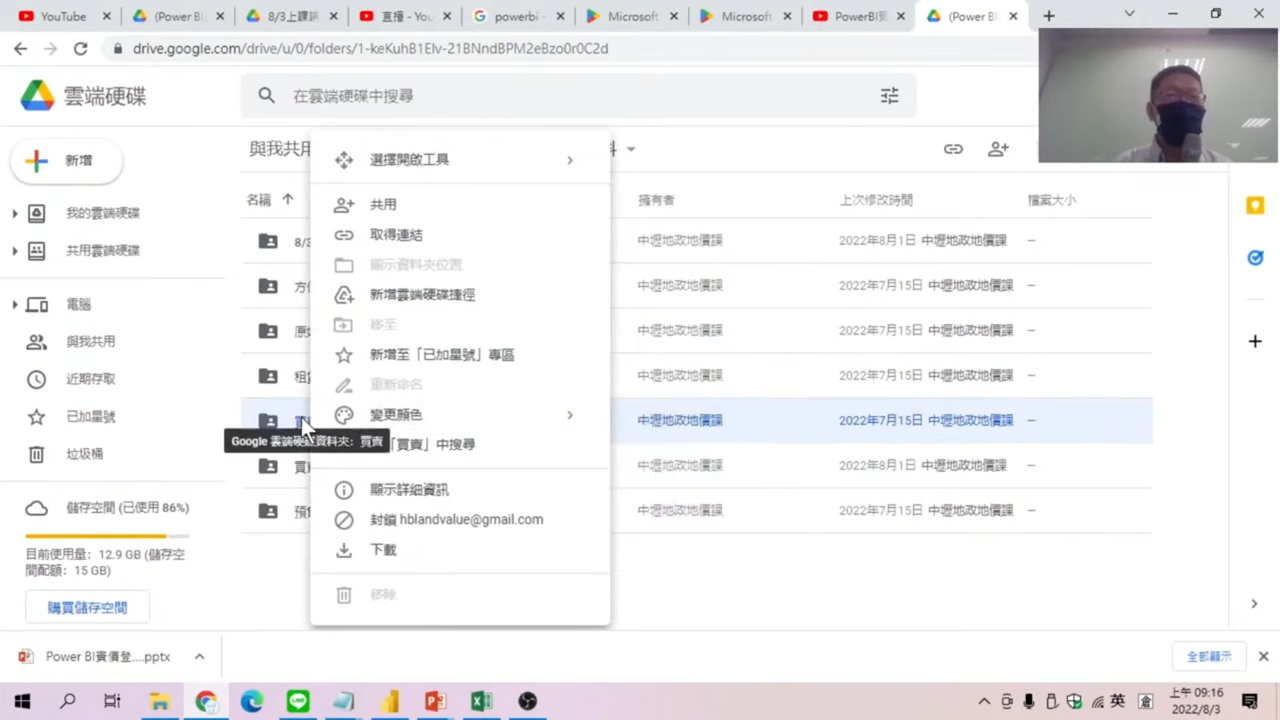 YouTube
(Power BI
8/3上課講
直播 - You
powerbi -
Microsoft
Microsoft
PowerBI實
(Power BI
drive.google.com/drive/u/0/folders/1-keKuhB1Elv-21BNndBPM2eBzo0r0C2d
雲端硬碟
在雲端硬碟中搜尋
新增
與我共用
料
我的雲端硬碟
共用雲端硬碟
電腦
與我共用
近期存取
已加星號
垃圾桶
儲存空間 (已使用 86%)
目前使用量：12.9 GB (儲存空
間配額：15 GB)
購買儲存空間
名稱
擁有者
上次修改時間
檔案大小
8/3
中壢地政地價課
2022年8月1日 中壢地政地價課
–
中壢地政地價課
2022年7月15日 中壢地政地價課
–
原
中壢地政地價課
2022年7月15日 中壢地政地價課
–
租
中壢地政地價課
2022年7月15日 中壢地政地價課
–
買
中壢地政地價課
2022年7月15日 中壢地政地價課
–
買
中壢地政地價課
2022年8月1日 中壢地政地價課
–
預
中壢地政地價課
2022年7月15日 中壢地政地價課
–
選擇開啟工具
共用
取得連結
顯示資料夾位置
新增雲端硬碟捷徑
移至
新增至「已加星號」專區
重新命名
變更顏色
「買賣」中搜尋
顯示詳細資訊
封鎖 hblandvalue@gmail.com
下載
移除
Google 雲端硬碟資料夾：買賣
Power BI實價登....pptx
全部顯示
英
上午 09:16
2022/8/3